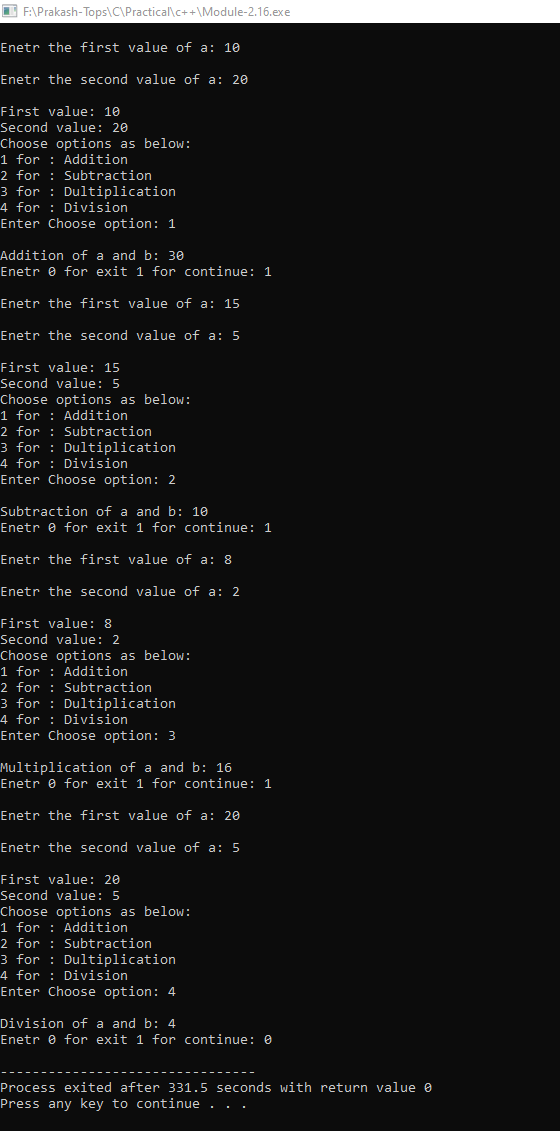 F:\Prakash-Tops\C\Practical\c++\Module-2.16.exe
Enetr the first value of a: 10
Enetr the second value of a: 20
First value: 10
Second value: 20
Choose options as below:
1 for : Addition
2 for : Subtraction
3 for : Dultiplication
4 for : Division
Enter Choose option: 1
Addition of a and b: 30
Enetr 0 for exit 1 for continue: 1
Enetr the first value of a: 15
Enetr the second value of a: 5
First value: 15
Second value: 5
Choose options as below:
1 for : Addition
2 for : Subtraction
3 for : Dultiplication
4 for : Division
Enter Choose option: 2
Subtraction of a and b: 10
Enetr 0 for exit 1 for continue: 1
Enetr the first value of a: 8
Enetr the second value of a: 2
First value: 8
Second value: 2
Choose options as below:
1 for : Addition
2 for : Subtraction
3 for : Dultiplication
4 for : Division
Enter Choose option: 3
Multiplication of a and b: 16
Enetr 0 for exit 1 for continue: 1
Enetr the first value of a: 20
Enetr the second value of a: 5
First value: 20
Second value: 5
Choose options as below:
1 for : Addition
2 for : Subtraction
3 for : Dultiplication
4 for : Division
Enter Choose option: 4
Division of a and b: 4
Enetr 0 for exit 1 for continue: 0
--------------------------------
Process exited after 331.5 seconds with return value 0
Press any key to continue . . .